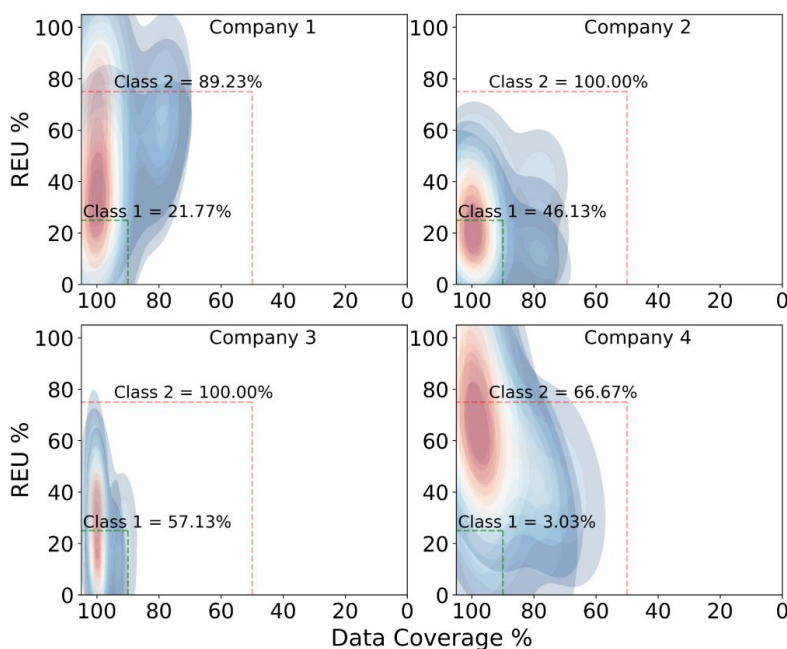 Company 1
Class 2 = 89.23%
Class 1 = 21.77%
100
80
60
40
20
0
REU %
100 80 60 40 20 0
Company 2
Class 2 = 100.00%
Class 1 = 46.13%
100
80
60
40
20
0
100 80 60 40 20 0
Company 3
Class 2 = 100.00%
Class 1 = 57.13%
100
80
60
40
20
0
REU %
100 80 60 40 20 0
Company 4
Class 2 = 66.67%
Class 1 = 3.03%
100
80
60
40
20
0
100 80 60 40 20 0
Data Coverage %